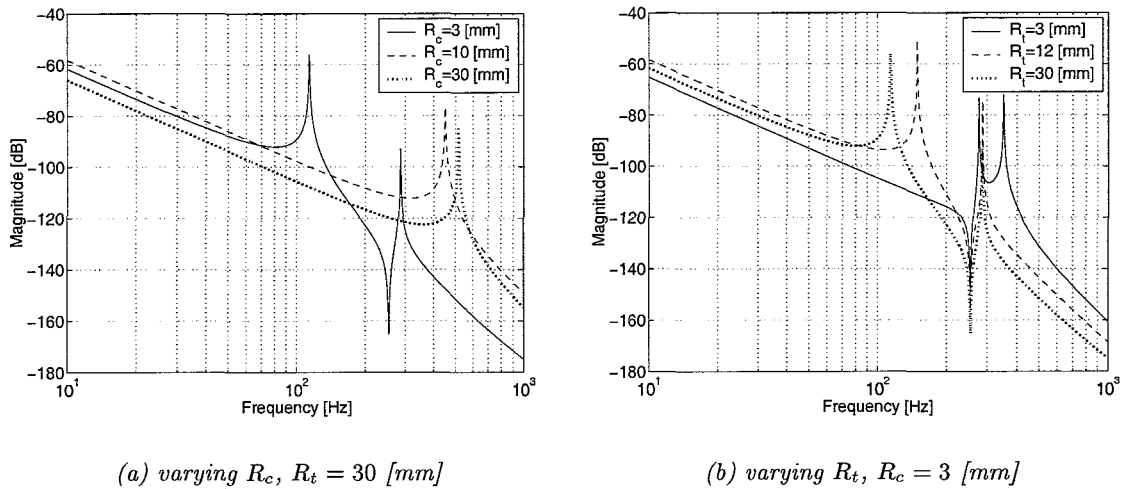 −40
−60
−80
−100
−120
−140
−160
−180
Magnitude [dB]
10^1
10^2
10^3
Frequency [Hz]
R_c=3 [mm]
R_c=10 [mm]
R_c=30 [mm]
−40
−60
−80
−100
−120
−140
−160
−180
Magnitude [dB]
10^1
10^2
10^3
Frequency [Hz]
R_t=3 [mm]
R_t=12 [mm]
R_t=30 [mm]
(a) varying R_c, R_t = 30 [mm]
(b) varying R_t, R_c = 3 [mm]